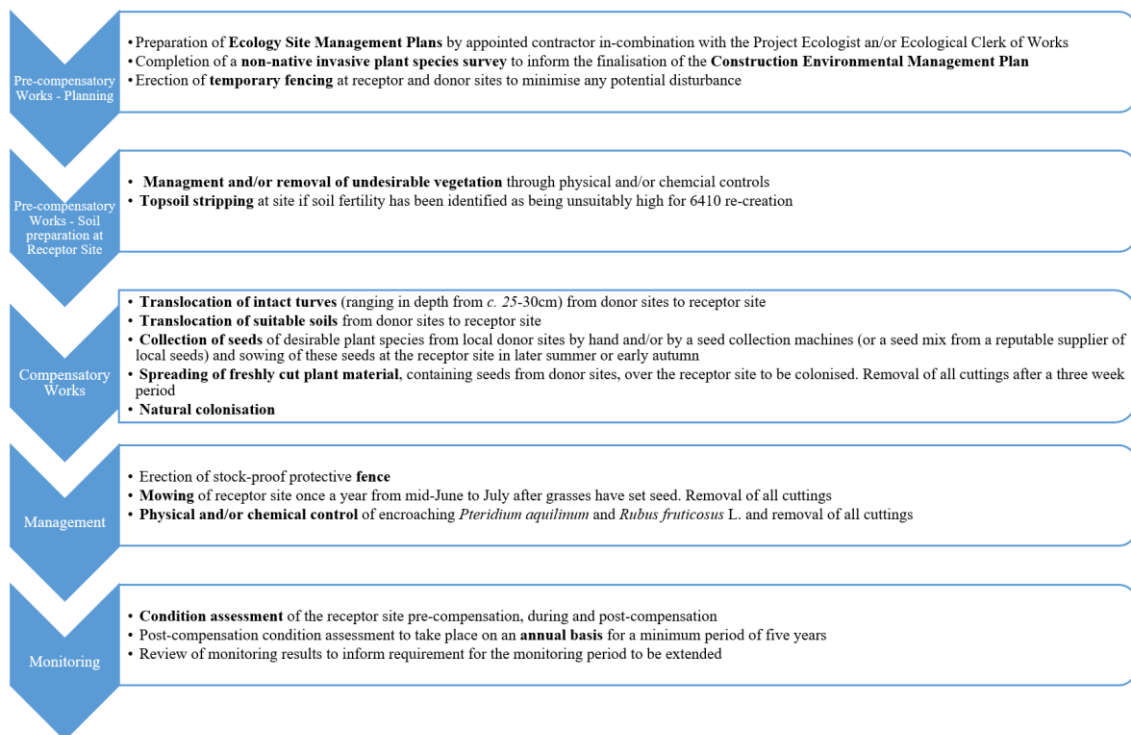 Pre-compensatory
Works - Planning
• Preparation of Ecology Site Management Plans by appointed contractor in-combination with the Project Ecologist an/or Ecological Clerk of Works
• Completion of a non-native invasive plant species survey to inform the finalisation of the Construction Environmental Management Plan
• Erection of temporary fencing at receptor and donor sites to minimise any potential disturbance
Pre-compensatory
Works - Soil
preparation at
Receptor Site
• Managment and/or removal of undesirable vegetation through physical and/or chemcial controls
• Topsoil stripping at site if soil fertility has been identified as being unsuitably high for 6410 re-creation
Compensatory
Works
• Translocation of intact turves (ranging in depth from c. 25-30cm) from donor sites to receptor site
• Translocation of suitable soils from donor sites to receptor site
• Collection of seeds of desirable plant species from local donor sites by hand and/or by a seed collection machines (or a seed mix from a reputable supplier of
local seeds) and sowing of these seeds at the receptor site in later summer or early autumn
• Spreading of freshly cut plant material, containing seeds from donor sites, over the receptor site to be colonised. Removal of all cuttings after a three week
period
• Natural colonisation
Management
• Erection of stock-proof protective fence
• Mowing of receptor site once a year from mid-June to July after grasses have set seed. Removal of all cuttings
• Physical and/or chemical control of encroaching Pteridium aquilinum and Rubus fruticosus L. and removal of all cuttings
Monitoring
• Condition assessment of the receptor site pre-compensation, during and post-compensation
• Post-compensation condition assessment to take place on an annual basis for a minimum period of five years
• Review of monitoring results to inform requirement for the monitoring period to be extended